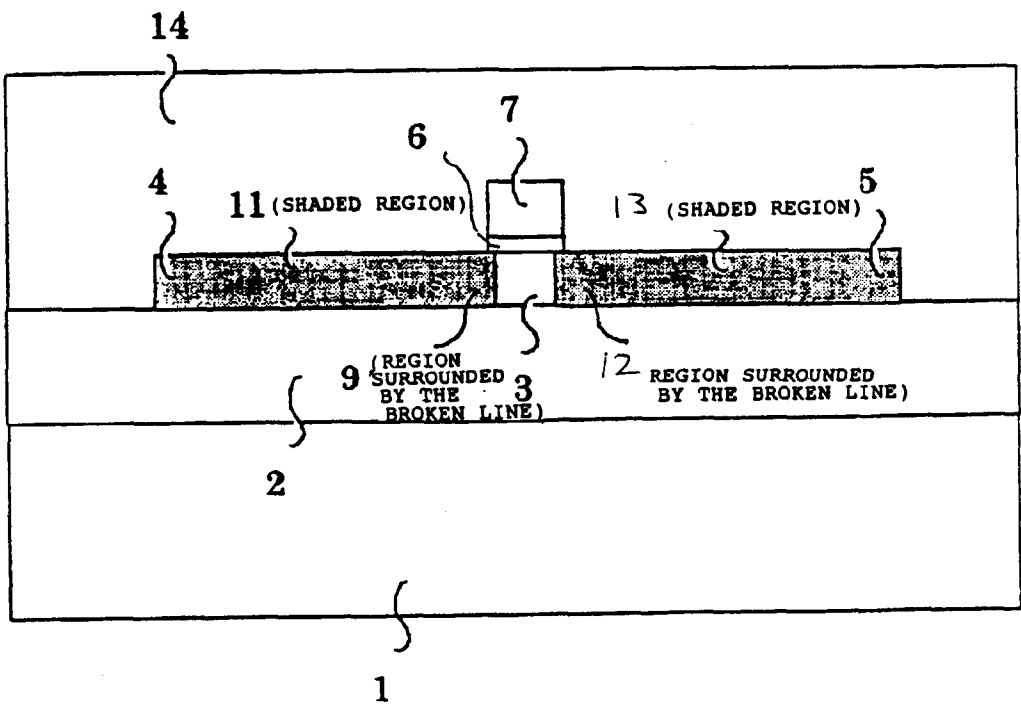 14
7
6
4
11 (SHADED REGION)
13 (SHADED REGION)
5
9 (REGION
SURROUNDED
BY THE
BROKEN LINE)
3
12 REGION SURROUNDED
BY THE BROKEN LINE)
2
1